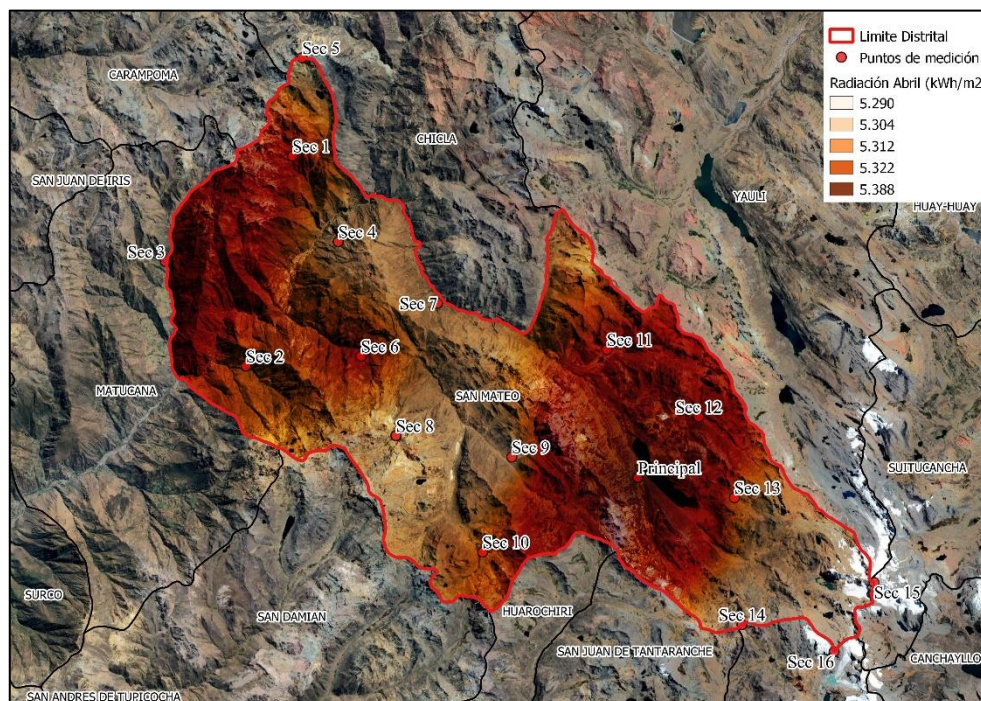 Limite Distrital
Puntos de medición
Radiación Abril (kWh/m2
5.290
5.304
5.312
5.322
5.388
Sec 5
CARAMPOMA
CHICLA
Sec 1
SAN JUAN DE IRIS
YAULI
HUAY-HUAY
Sec 4
Sec 3
Sec 7
Sec 6
Sec 11
Sec 2
MATUCANA
SAN MATEO
Sec 12
Sec 8
Sec 9
Principal
SUITUCANCHA
Sec 13
Sec 10
SURCO
Sec 15
SAN DAMIAN
HUAROCHIRI
Sec 14
SAN JUAN DE TANTARANCHE
Sec 16
CANCHAYLLO
SAN ANDRES DE TUPICOCHA